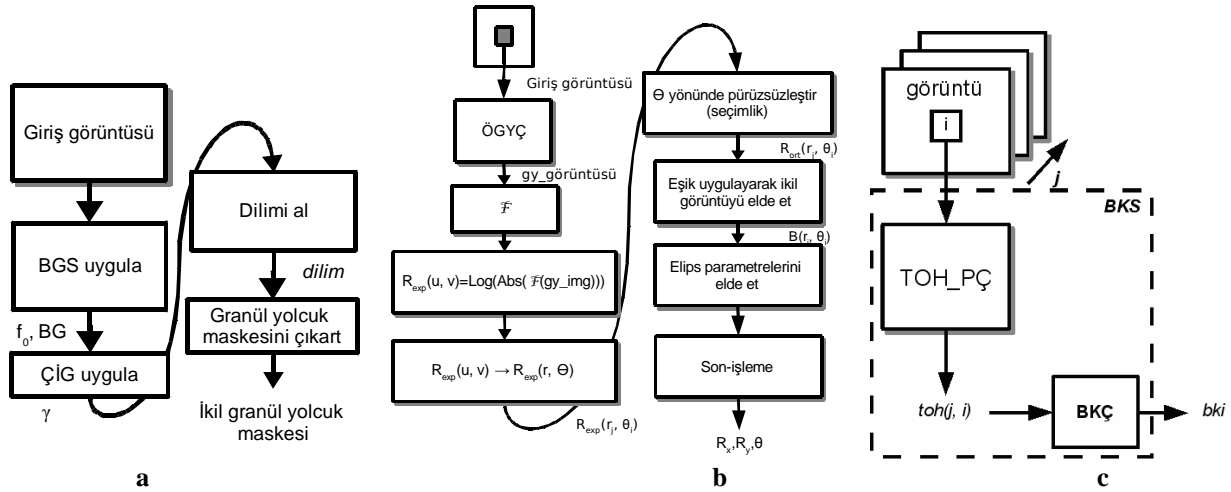 Giriş görüntüsü
BGS uygula
f0, BG
ÇİG uygula
γ
Dilimi al
dilim
Granül yolcuk
maskesini çıkart
İkil granül yolcuk
maskesi
a
Giriş görüntüsü
ÖGYÇ
gy_görüntüsü
ℱ
Rexp(u, v)=Log(Abs( ℱ(gy_img)))
Rexp(u, v) → Rexp(r, Θ)
Rexp(rj, θi)
Θ yönünde pürüzsüzleştir
(seçimlik)
Rort(ri, θi)
Eşik uygulayarak ikil
görüntüyü elde et
B(ri, θi)
Elips parametrelerini
elde et
Son-işleme
Rx,Ry,θ
b
görüntü
i
j
BKS
TOH_PÇ
toh(j, i)
BKÇ
bki
c